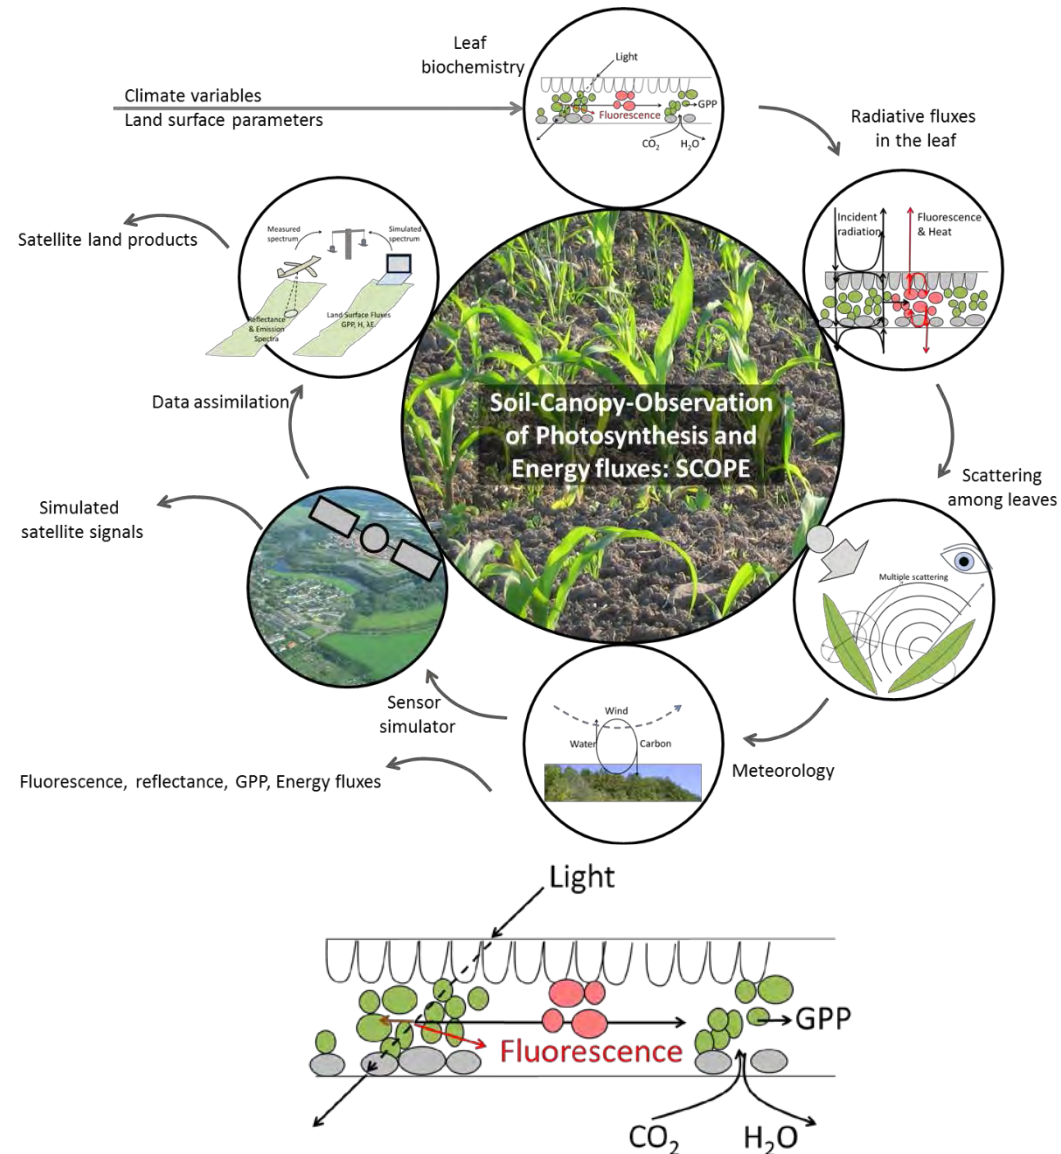 Leaf
biochemistry
Light
Fluorescence
GPP
CO₂
H₂O
Climate variables
Land surface parameters
Radiative fluxes
in the leaf
Incident
radiation
Fluorescence
& Heat
Satellite land products
Measured
spectrum
Simulated
spectrum
Reflectance
& Emission
Spectra
Land Surface Fluxes
GPP, H, λE
Data assimilation
Soil-Canopy-Observation
of Photosynthesis and
Energy fluxes: SCOPE
Scattering
among leaves
Multiple scattering
Simulated
satellite signals
Sensor
simulator
Wind
Water
Carbon
Meteorology
Fluorescence, reflectance, GPP, Energy fluxes
Light
GPP
Fluorescence
CO₂
H₂O